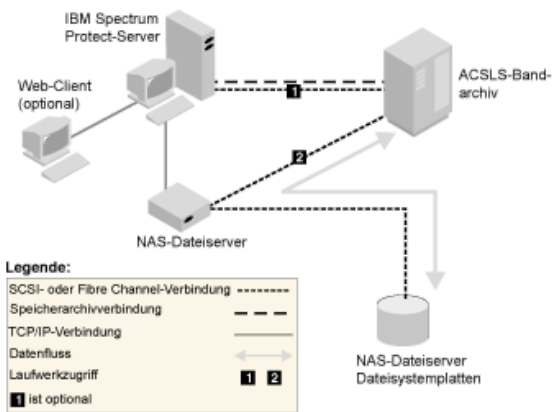 IBM Spectrum
Protect-Server
Web-Client
(optional)
ACSLS-Band-
archiv
1
2
NAS-Dateiserver
Legende:
SCSI- oder Fibre Channel-Verbindung
Speicherarchivverbindung
TCP/IP-Verbindung
Datenfluss
Laufwerkzugriff 1 2
1 ist optional
NAS-Dateiserver
Dateisystemplatten